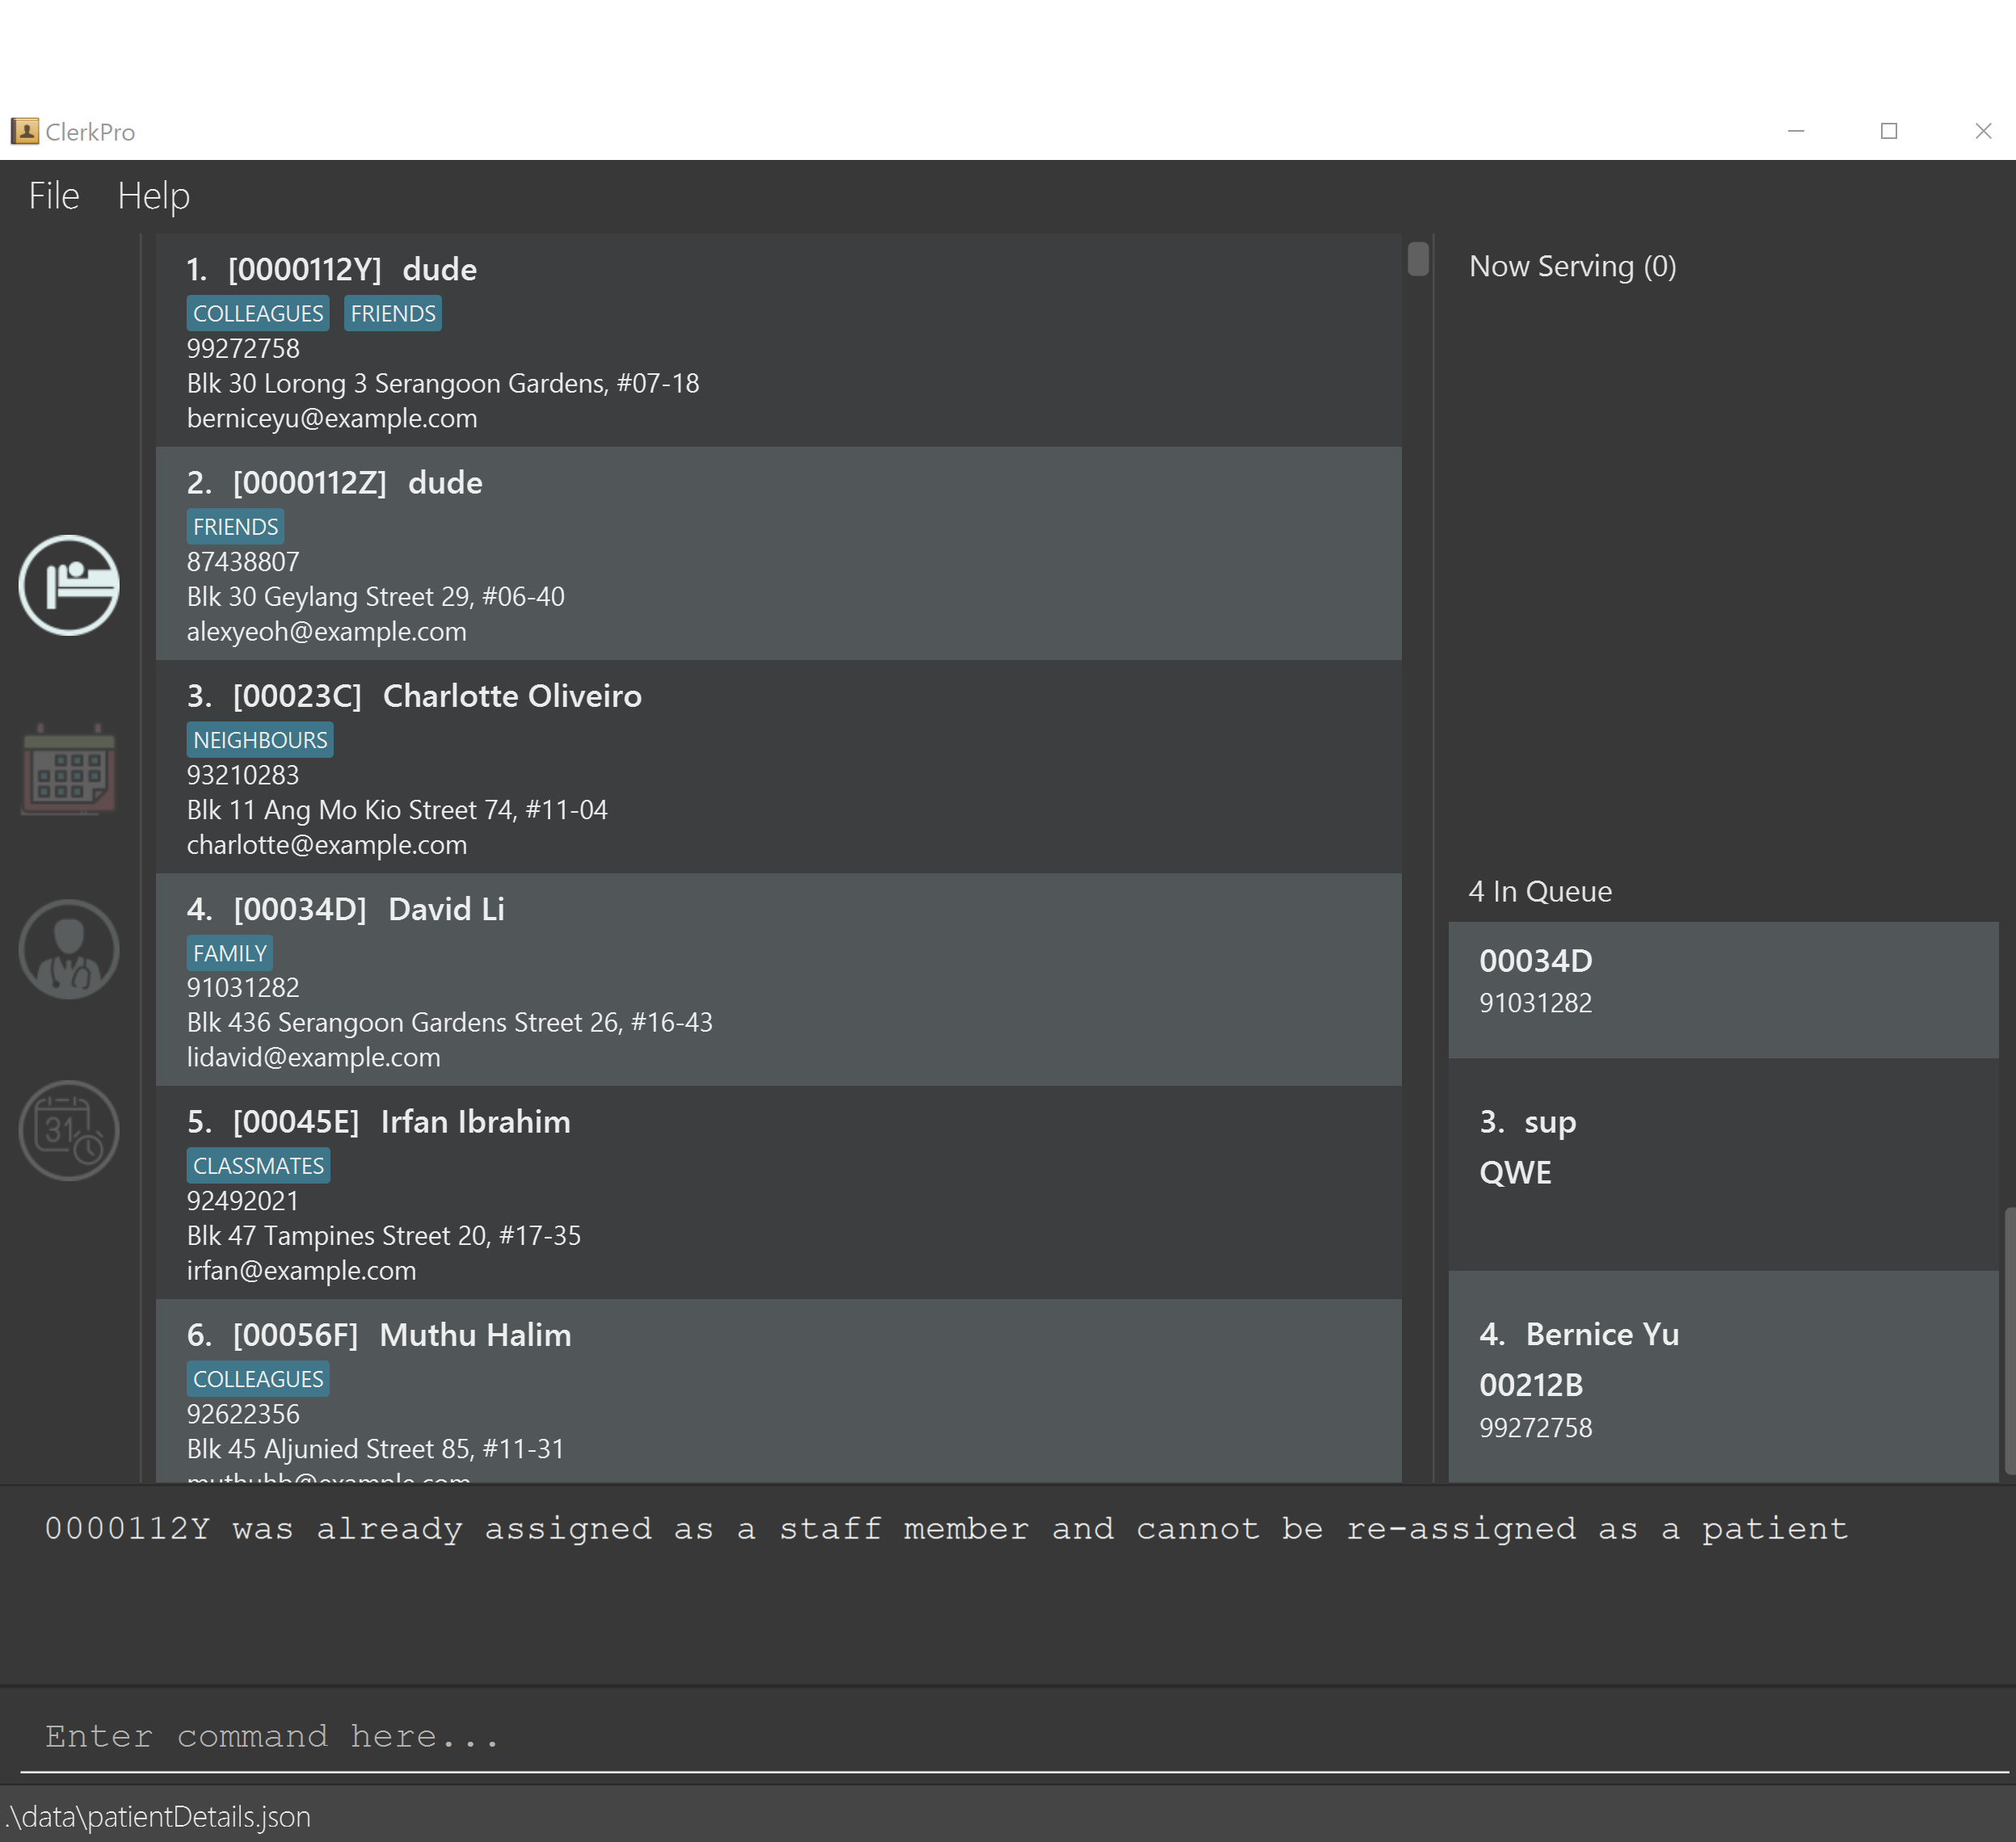 ClerkPro
File Help
1. [0000112Y] dude
COLLEAGUES FRIENDS
99272758
Blk 30 Lorong 3 Serangoon Gardens, #07-18
berniceyu@example.com
2. [0000112Z] dude
FRIENDS
87438807
Blk 30 Geylang Street 29, #06-40
alexyeoh@example.com
3. [00023C] Charlotte Oliveiro
NEIGHBOURS
93210283
Blk 11 Ang Mo Kio Street 74, #11-04
charlotte@example.com
4. [00034D] David Li
FAMILY
91031282
Blk 436 Serangoon Gardens Street 26, #16-43
lidavid@example.com
5. [00045E] Irfan Ibrahim
CLASSMATES
92492021
Blk 47 Tampines Street 20, #17-35
irfan@example.com
6. [00056F] Muthu Halim
COLLEAGUES
92622356
Blk 45 Aljunied Street 85, #11-31
31
Now Serving (0)
4 In Queue
00034D
91031282
3. sup
QWE
4. Bernice Yu
00212B
99272758
0000112Y was already assigned as a staff member and cannot be re-assigned as a patient
Enter command here...
.\data\patientDetails.json